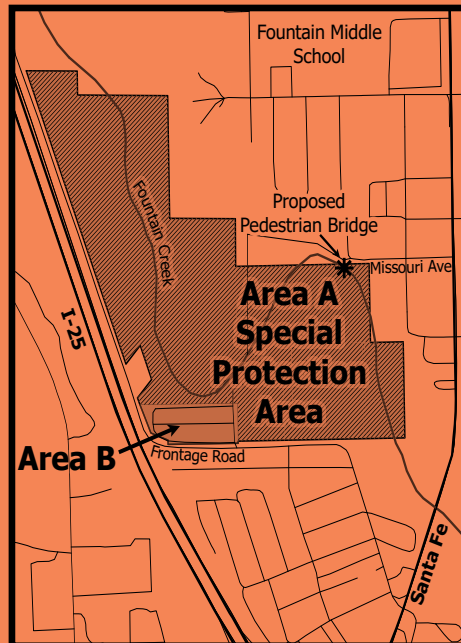 Fountain Middle
School
Fountain Creek
Proposed
Pedestrian Bridge
Missouri Ave
Area A
Special
Protection
Area
I-25
Area B
Frontage Road
Santa Fe